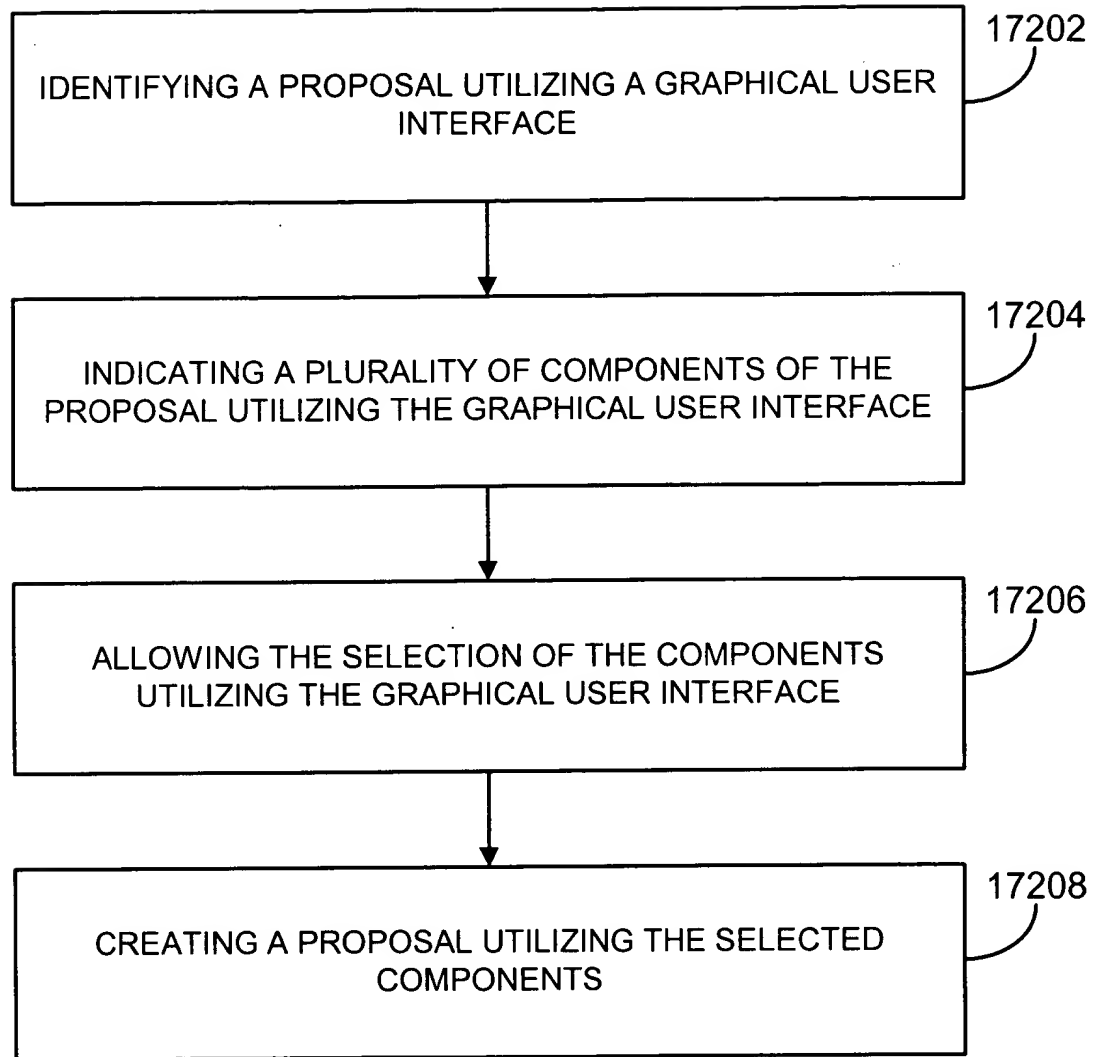 17202
IDENTIFYING A PROPOSAL UTILIZING A GRAPHICAL USER
INTERFACE
17204
INDICATING A PLURALITY OF COMPONENTS OF THE
PROPOSAL UTILIZING THE GRAPHICAL USER INTERFACE
17206
ALLOWING THE SELECTION OF THE COMPONENTS
UTILIZING THE GRAPHICAL USER INTERFACE
17208
CREATING A PROPOSAL UTILIZING THE SELECTED
COMPONENTS